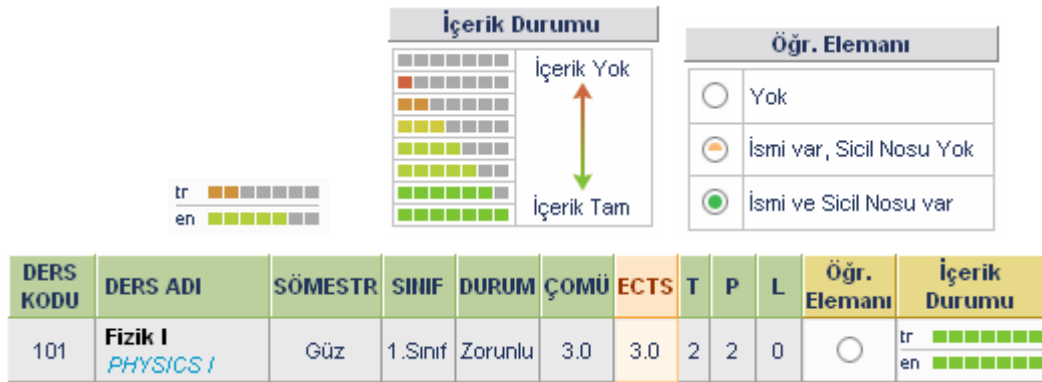 İçerik Durumu
İçerik Yok
İçerik Tam
Öğr. Elemanı
Yok
İsmi var, Sicil Nosu Yok
İsmi ve Sicil Nosu var
tr
en
DERS KODU DERS ADI SÖMESTR SINIF DURUM ÇOMÜ ECTS T P L Öğr. Elemanı İçerik Durumu
101 Fizik I Güz 1.Sınıf Zorunlu 3.0 3.0 2 2 0 tr
PHYSICS I en